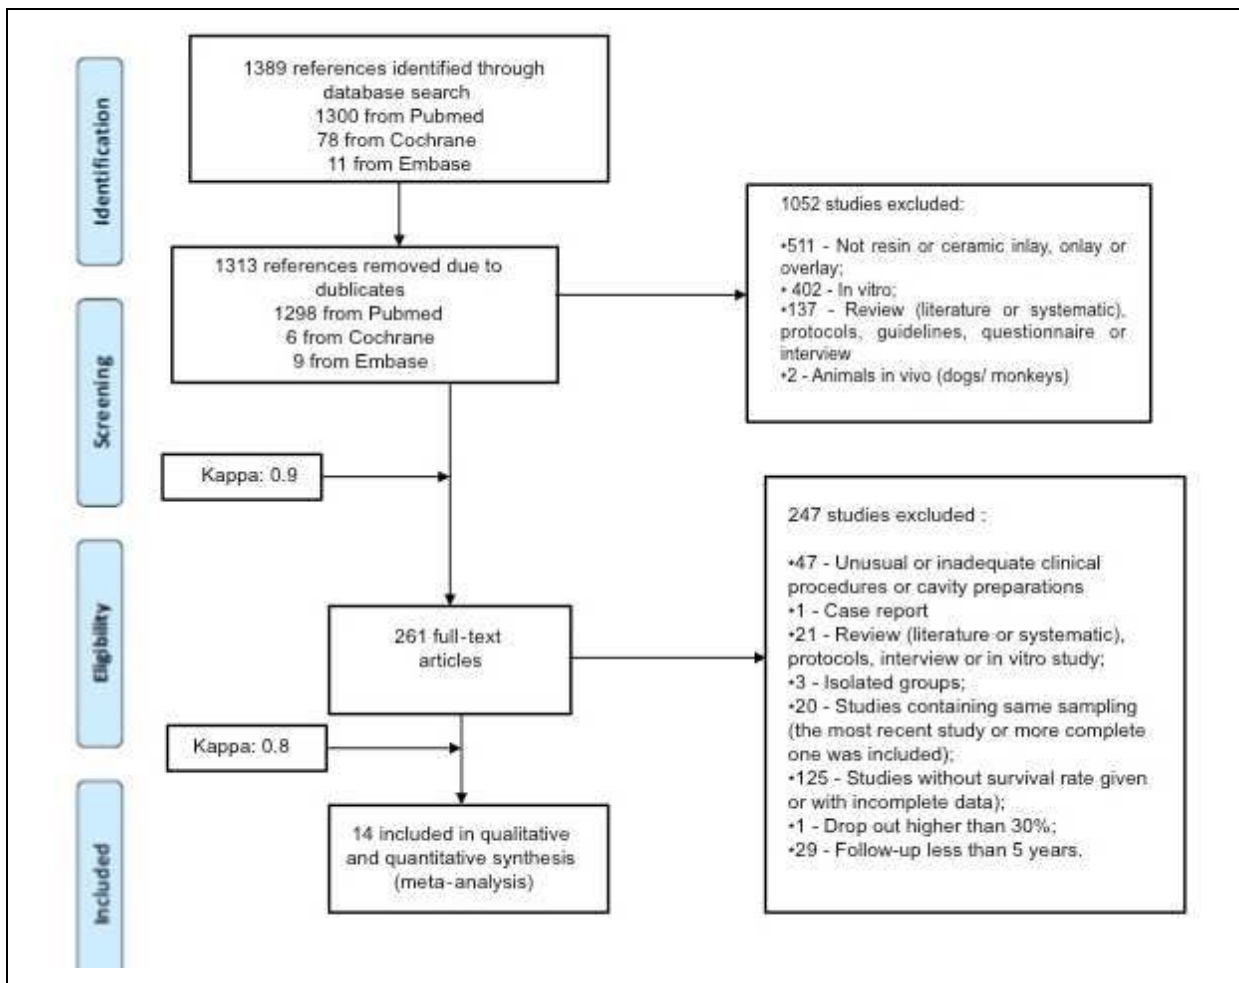 Identification
1389 references identified through
database search
1300 from Pubmed
78 from Cochrane
11 from Embase
1052 studies excluded:
•511 - Not resin or ceramic inlay, onlay or
overlay;
• 402 - In vitro;
•137 - Review (literature or systematic),
protocols, guidelines, questionnaire or
interview
•2 - Animals in vivo (dogs/ monkeys)
Screening
1313 references removed due to
dublicates
1298 from Pubmed
6 from Cochrane
9 from Embase
Kappa: 0.9
Eligibility
261 full-text
articles
247 studies excluded :
•47 - Unusual or inadequate clinical
procedures or cavity preparations
•1 - Case report
•21 - Review (literature or systematic),
protocols, interview or in vitro study;
•3 - Isolated groups;
•20 - Studies containing same sampling
(the most recent study or more complete
one was included);
•125 - Studies without survival rate given
or with incomplete data);
•1 - Drop out higher than 30%;
•29 - Follow-up less than 5 years.
Kappa: 0.8
Included
14 included in qualitative
and quantitative synthesis
(meta-analysis)